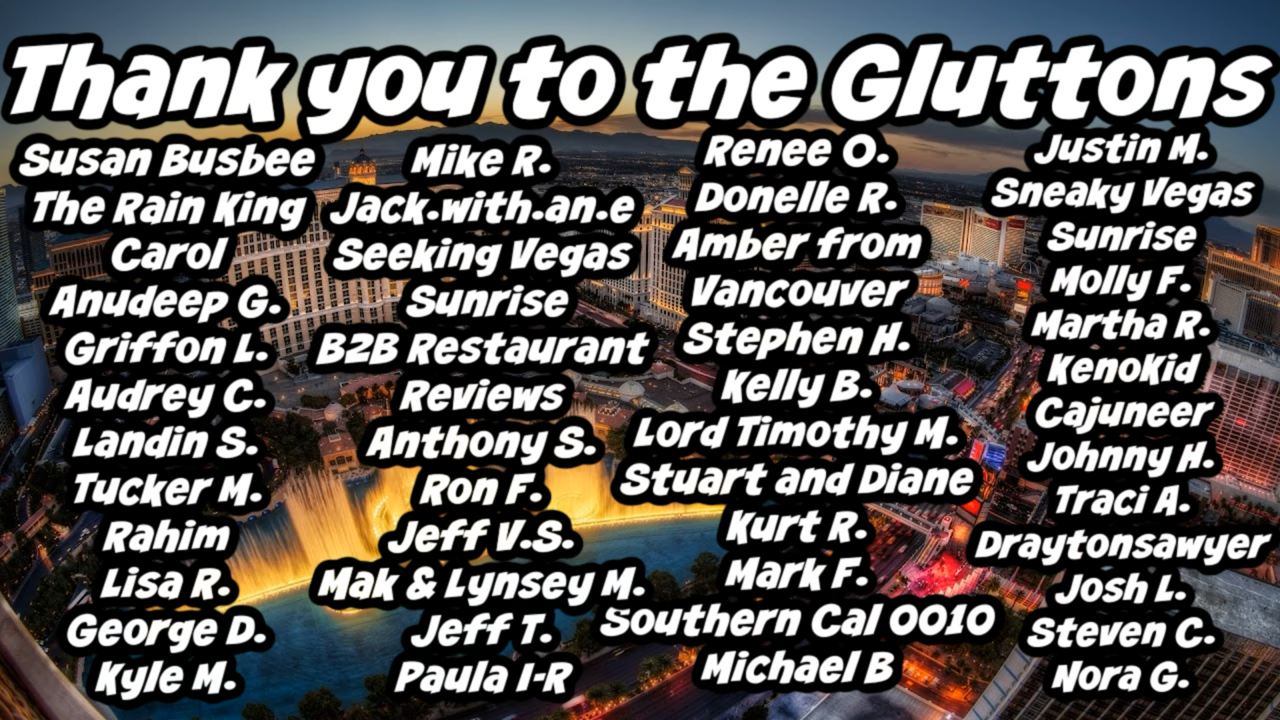 Thank you to the Gluttons
Susan Busbee
The Rain King
Carol
Anudeep G.
Griffon L.
Audrey C.
Landin S.
Tucker M.
Rahim
Lisa R.
George D.
Kyle M.
Mike R.
Jack.with.an.e
Seeking Vegas
Sunrise
B2B Restaurant
Reviews
Anthony S.
Ron F.
Jeff V.S.
Mak & Lynsey M.
Jeff T.
Paula I-R
Renee O.
Donelle R.
Amber from
Vancouver
Stephen H.
Kelly B.
Lord Timothy M.
Stuart and Diane
Kurt R.
Mark F.
Southern Cal 0010
Michael B
Justin M.
Sneaky Vegas
Sunrise
Molly F.
Martha R.
KenoKid
Cajuneer
Johnny H.
Traci A.
Draytonsawyer
Josh L.
Steven C.
Nora G.